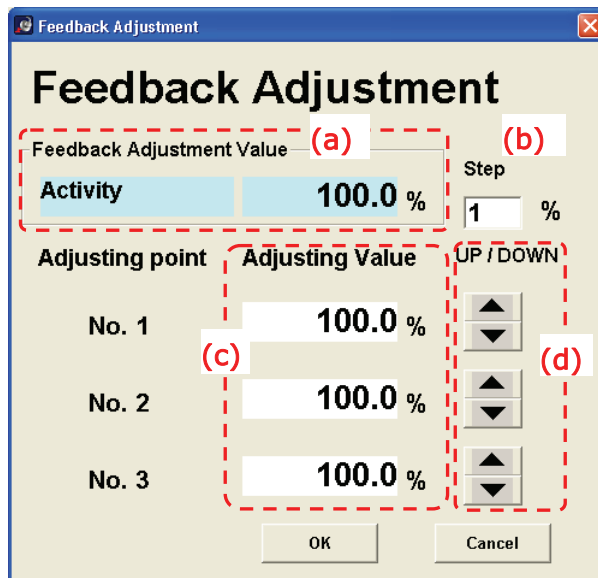 Feedback Adjustment
Feedback Adjustment
(a)
(b)
Feedback Adjustment Value
Step
Activity 100.0 %
1 %
Adjusting point Adjusting Value UP / DOWN
No. 1 100.0 %
(c)
(d)
No. 2 100.0 %
No. 3 100.0 %
OK Cancel